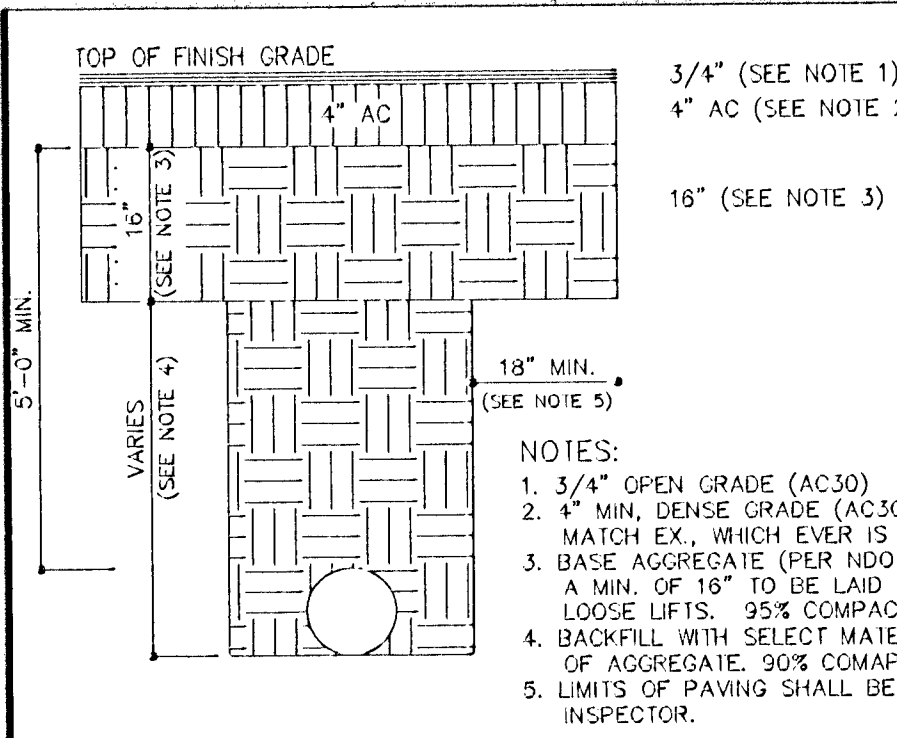 TOP OF FINISH GRADE
3/4" (SEE NOTE 1)
4" AC
4" AC (SEE NOTE 2
16"
(SEE NOTE 3)
16" (SEE NOTE 3)
5'-0" MIN.
VARIES
(SEE NOTE 4)
18" MIN.
(SEE NOTE 5)
NOTES:
1. 3/4" OPEN GRADE (AC30)
2. 4" MIN, DENSE GRADE (AC30
MATCH EX., WHICH EVER IS
3. BASE AGGREGATE (PER NDO
A MIN. OF 16" TO BE LAID
LOOSE LIFTS. 95% COMPAC
4. BACKFILL WITH SELECT MATE
OF AGGREGATE. 90% COMAP
5. LIMITS OF PAVING SHALL BE
INSPECTOR.